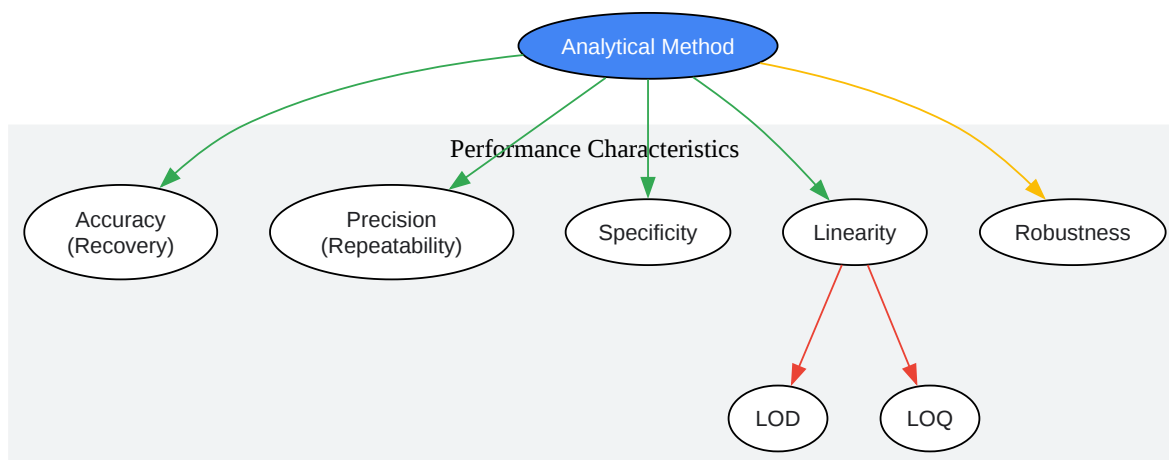 Analytical Method
Performance Characteristics
Accuracy
(Recovery)
Precision
(Repeatability)
Specificity
Linearity
Robustness
LOD
LOQ